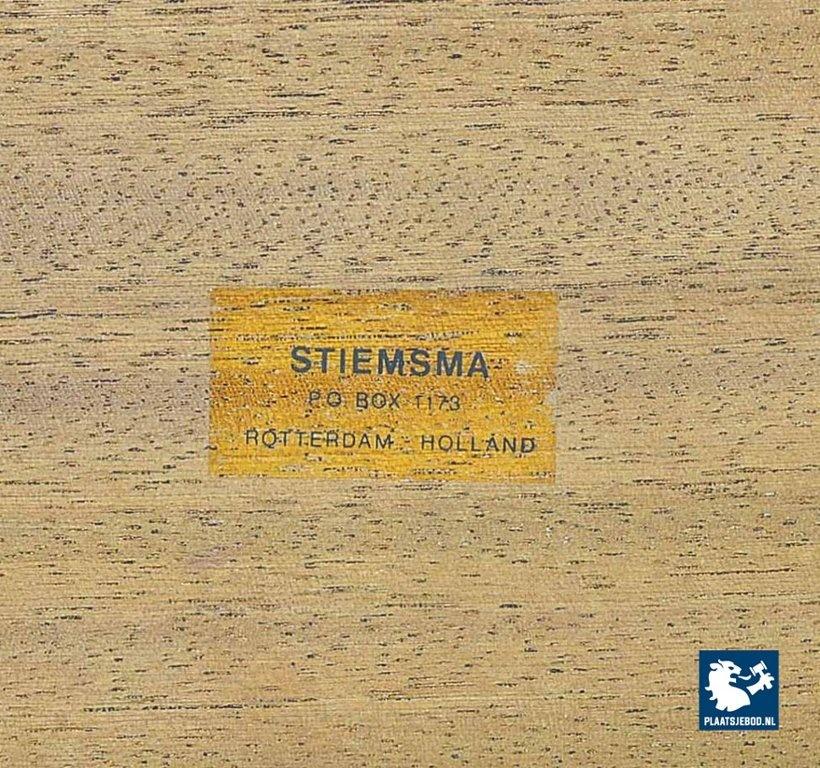 STIEMSMA
P.O. BOX 1173
ROTTERDAM - HOLLAND
PLAATSJEBOD.NL